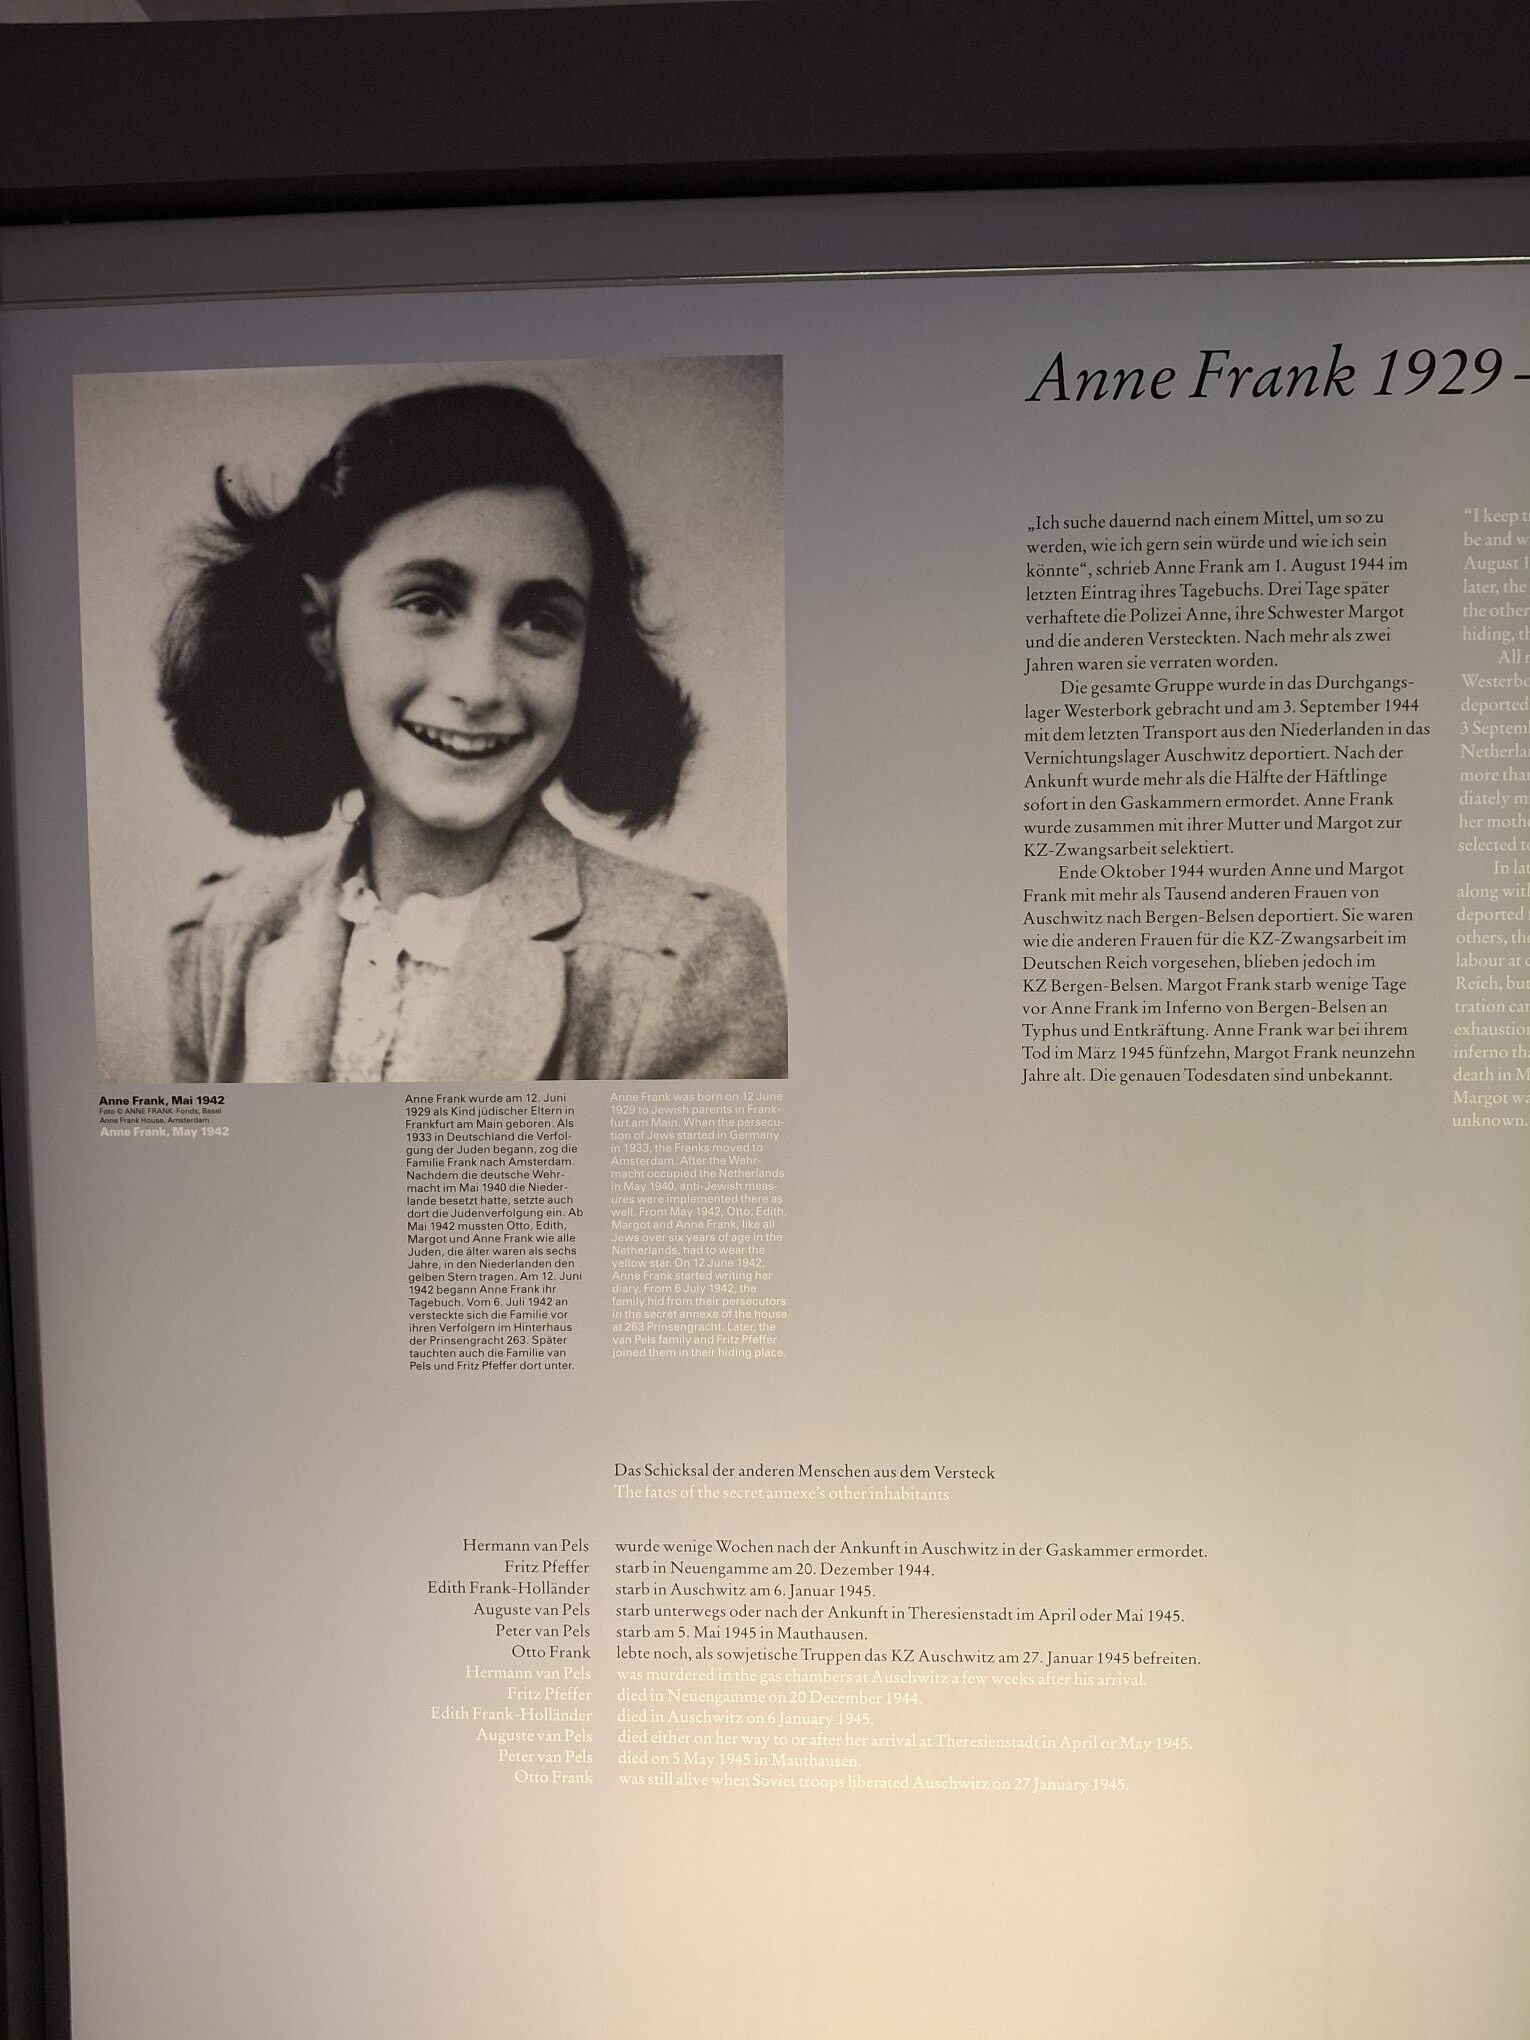 Anne Frank 1929 –
„Ich suche dauernd nach einem Mittel, um so zu
werden, wie ich gern sein würde und wie ich sein
könnte“, schrieb Anne Frank am 1. August 1944 im
letzten Eintrag ihres Tagebuchs. Drei Tage später
verhaftete die Polizei Anne, ihre Schwester Margot
und die anderen Versteckten. Nach mehr als zwei
Jahren waren sie verraten worden.
Die gesamte Gruppe wurde in das Durchgangs-
lager Westerbork gebracht und am 3. September 1944
mit dem letzten Transport aus den Niederlanden in das
Vernichtungslager Auschwitz deportiert. Nach der
Ankunft wurde mehr als die Hälfte der Häftlinge
sofort in den Gaskammern ermordet. Anne Frank
wurde zusammen mit ihrer Mutter und Margot zur
KZ-Zwangsarbeit selektiert.
Ende Oktober 1944 wurden Anne und Margot
Frank mit mehr als Tausend anderen Frauen von
Auschwitz nach Bergen-Belsen deportiert. Sie waren
wie die anderen Frauen für die KZ-Zwangsarbeit im
Deutschen Reich vorgesehen, blieben jedoch im
KZ Bergen-Belsen. Margot Frank starb wenige Tage
vor Anne Frank im Inferno von Bergen-Belsen an
Typhus und Entkräftung. Anne Frank war bei ihrem
Tod im März 1945 fünfzehn, Margot Frank neunzehn
Jahre alt. Die genauen Todesdaten sind unbekannt.
“I keep
be and
August
later, the
the other
hiding,
All
deported
3
more
her
selected
In
along
deported
others,
labour at
Reich, but
inferno
death in
Margot
unknown.
Anne Frank, Mai 1942
Foto © ANNE FRANK-Fonds, Basel
Anne Frank House, Amsterdam
Anne Frank, May 1942
Anne Frank wurde am 12. Juni
1929 als Kind jüdischer Eltern in
Frankfurt am Main geboren. Als
1933 in Deutschland die Verfol-
gung der Juden begann, zog die
Familie Frank nach Amsterdam.
Nachdem die deutsche Wehr-
macht im Mai 1940 die Nieder-
lande besetzt hatte, setzte auch
dort die Judenverfolgung ein. Ab
Mai 1942 mussten Otto, Edith,
Margot und Anne Frank wie alle
Juden, die älter waren als sechs
Jahre, in den Niederlanden den
gelben Stern tragen. Am 12. Juni
1942 begann Anne Frank ihr
Tagebuch. Vom 6. Juli 1942 an
versteckte sich die Familie vor
ihren Verfolgern im Hinterhaus
der Prinsengracht 263. Später
tauchten auch die Familie van
Pels und Fritz Pfeffer dort unter.
Anne Frank was born on 12 June
1929 to Jewish parents in Frank-
furt am Main. When the persecu-
tion of Jews started in Germany
in 1933, the Franks moved to
Amsterdam. After the Wehr-
macht occupied the Netherlands
in May 1940, anti-Jewish meas-
ures were implemented there as
well. From May 1942, Otto, Edith,
Margot and Anne Frank, like all
Jews over six years of age in the
Netherlands, had to wear the
yellow star. On 12 June 1942,
Anne Frank started writing her
diary. From 6 July 1942, the
family hid from their persecutors
in the secret annexe of the house
at 263 Prinsengracht. Later, the
van Pels family and Fritz Pfeffer
joined them in their hiding place.
Das Schicksal der anderen Menschen aus dem Versteck
The fates of the secret annexe’s other inhabitants
Hermann van Pels wurde wenige Wochen nach der Ankunft in Auschwitz in der Gaskammer ermordet.
Fritz Pfeffer starb in Neuengamme am 20. Dezember 1944.
Edith Frank-Holländer starb in Auschwitz am 6. Januar 1945.
Auguste van Pels starb unterwegs oder nach der Ankunft in Theresienstadt im April oder Mai 1945.
Peter van Pels starb am 5. Mai 1945 in Mauthausen.
Otto Frank lebte noch, als sowjetische Truppen das KZ Auschwitz am 27. Januar 1945 befreiten.
Hermann van Pels was murdered in the gas chambers at Auschwitz a few weeks after his arrival.
Fritz Pfeffer died in Neuengamme on 20 December 1944.
Edith Frank-Holländer died in Auschwitz on 6 January 1945.
Auguste van Pels died either on her way to or after her arrival at Theresienstadt in April or May 1945.
Peter van Pels died on 5 May 1945 in Mauthausen.
Otto Frank was still alive when Soviet troops liberated Auschwitz on 27 January 1945.